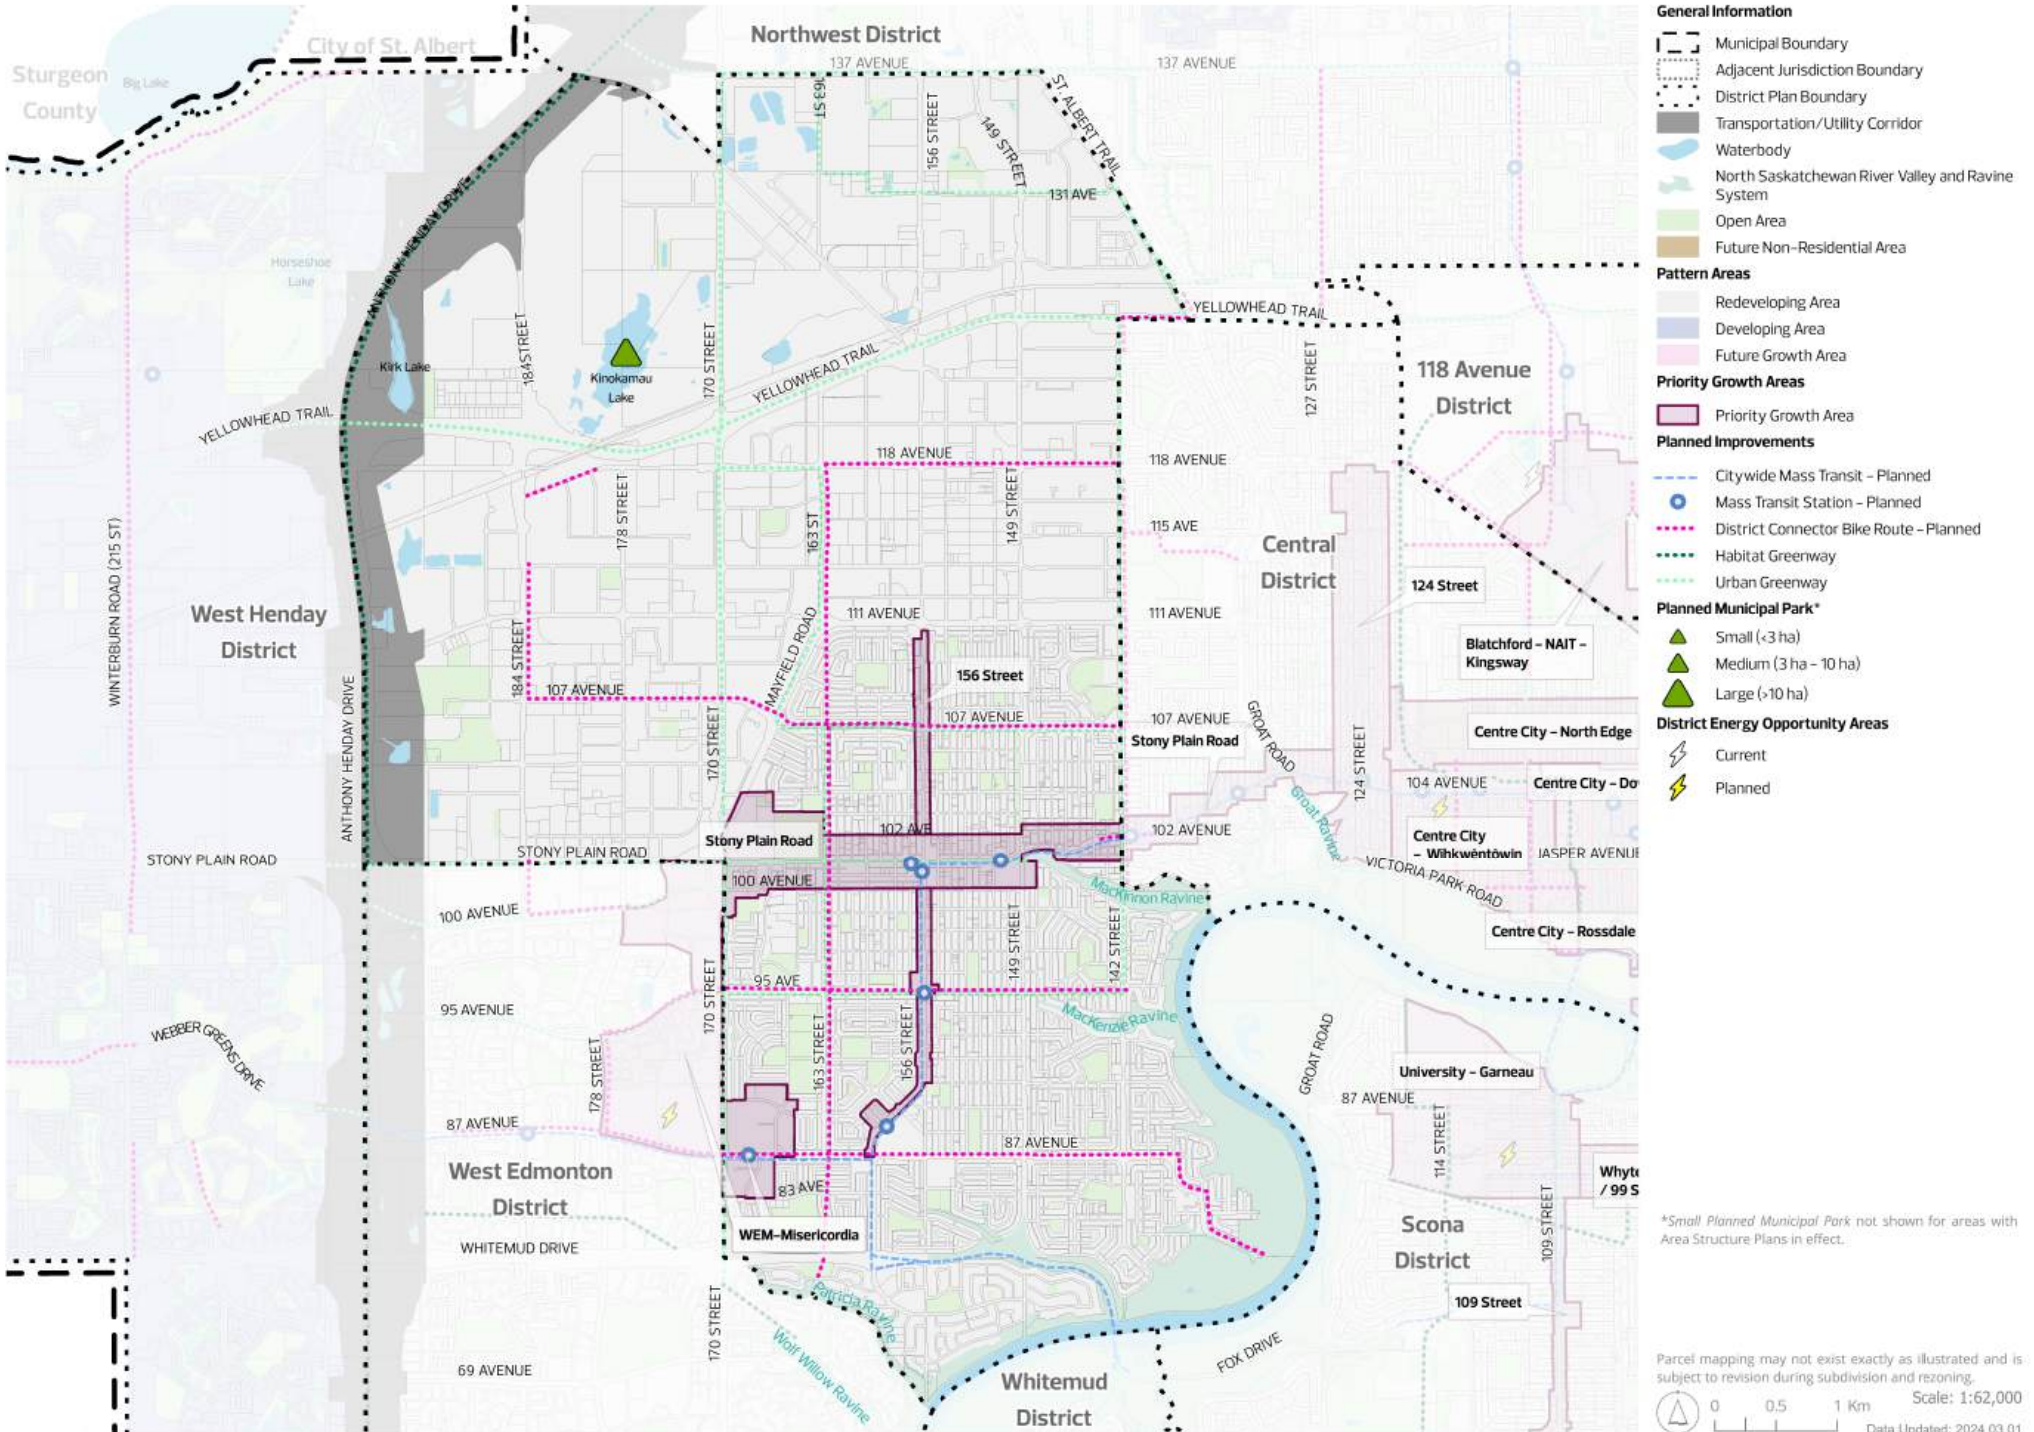 General Information
Municipal Boundary
Adjacent Jurisdiction Boundary
District Plan Boundary
Transportation/Utility Corridor
Waterbody
North Saskatchewan River Valley and Ravine
System
Open Area
Future Non-Residential Area
Pattern Areas
Redeveloping Area
Developing Area
Future Growth Area
Priority Growth Areas
Priority Growth Area
Planned Improvements
Citywide Mass Transit - Planned
Mass Transit Station - Planned
District Connector Bike Route - Planned
Habitat Greenway
Urban Greenway
Planned Municipal Park*
Small (<3 ha)
Medium (3 ha - 10 ha)
Large (>10 ha)
District Energy Opportunity Areas
Current
Planned
*Small Planned Municipal Park not shown for areas with
Area Structure Plans in effect.
Parcel mapping may not exist exactly as illustrated and is
subject to revision during subdivision and rezoning.
Scale: 1:62,000
0 0.5 1 Km
Data Updated: 2024 03 01
City of St. Albert
Northwest District
137 AVENUE
137 AVENUE
Sturgeon
County
Big Lake
163 ST
156 STREET
149 STREET
ST. ALBERT TRAIL
131 AVE
ANTHONY HENDAY DRIVE
ANTHONY HENDAY DRIVE
Horseshoe
Lake
YELLOWHEAD TRAIL
184 STREET
170 STREET
127 STREET
Kirk Lake
Kinokamau
Lake
YELLOWHEAD TRAIL
118 Avenue
District
YELLOWHEAD TRAIL
118 AVENUE
118 AVENUE
178 STREET
163 ST
149 STREET
115 AVE
WINTERBURN ROAD (215 ST)
Central
District
124 Street
West Henday
District
111 AVENUE
111 AVENUE
MAYFIELD ROAD
184 STREET
Blatchford - NAIT -
Kingsway
156 Street
107 AVENUE
107 AVENUE
107 AVENUE
GROAT ROAD
Stony Plain Road
Centre City - North Edge
170 STREET
124 STREET
ANTHONY HENDAY DRIVE
104 AVENUE
Centre City - Do
Groat Ravine
102 AVE
102 AVENUE
Stony Plain Road
Centre City
- Wîhkwêntôwin
JASPER AVENUE
STONY PLAIN ROAD
STONY PLAIN ROAD
VICTORIA PARK ROAD
100 AVENUE
MacKinnon Ravine
100 AVENUE
Centre City - Rossdale
149 STREET
142 STREET
170 STREET
95 AVE
95 AVENUE
MacKenzie Ravine
WEBBER GREENS DRIVE
178 STREET
163 STREET
156 STREET
GROAT ROAD
University - Garneau
87 AVENUE
87 AVENUE
87 AVENUE
114 STREET
West Edmonton
District
83 AVE
Whyte
/ 99 S
WEM-Misericordia
Scona
District
109 STREET
WHITEMUD DRIVE
Patricia Ravine
109 Street
170 STREET
Wolf Willow Ravine
69 AVENUE
FOX DRIVE
Whitemud
District